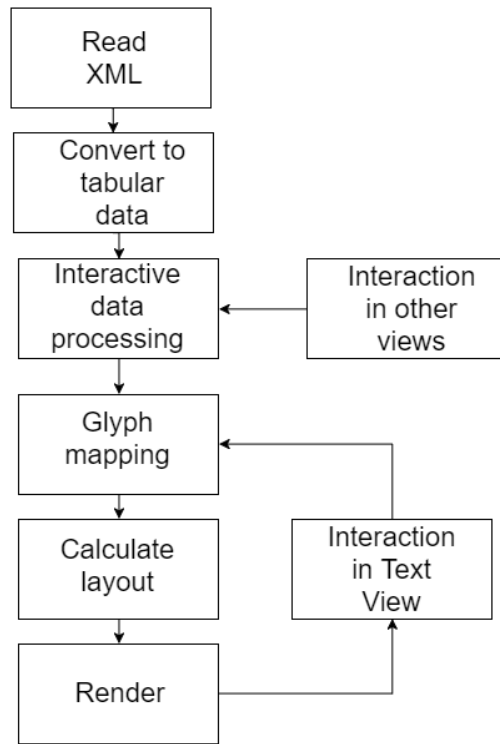 Read
XML
Convert to
tabular
data
Interactive
data
processing
Interaction
in other
views
Glyph
mapping
Calculate
layout
Interaction
in Text
View
Render